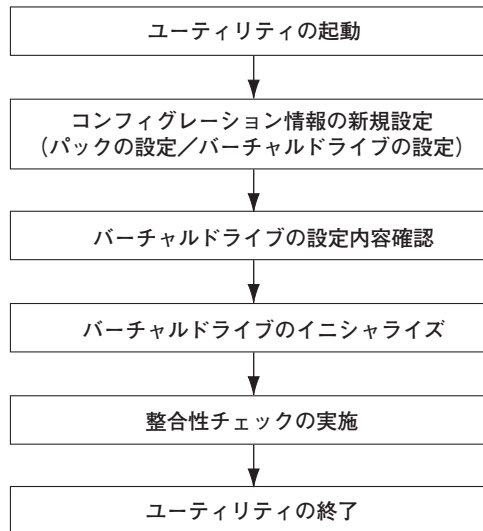 ユーティリティの起動
コンフィグレーション情報の新規設定
（パックの設定／バーチャルドライブの設定）
バーチャルドライブの設定内容確認
バーチャルドライブのイニシャライズ
整合性チェックの実施
ユーティリティの終了